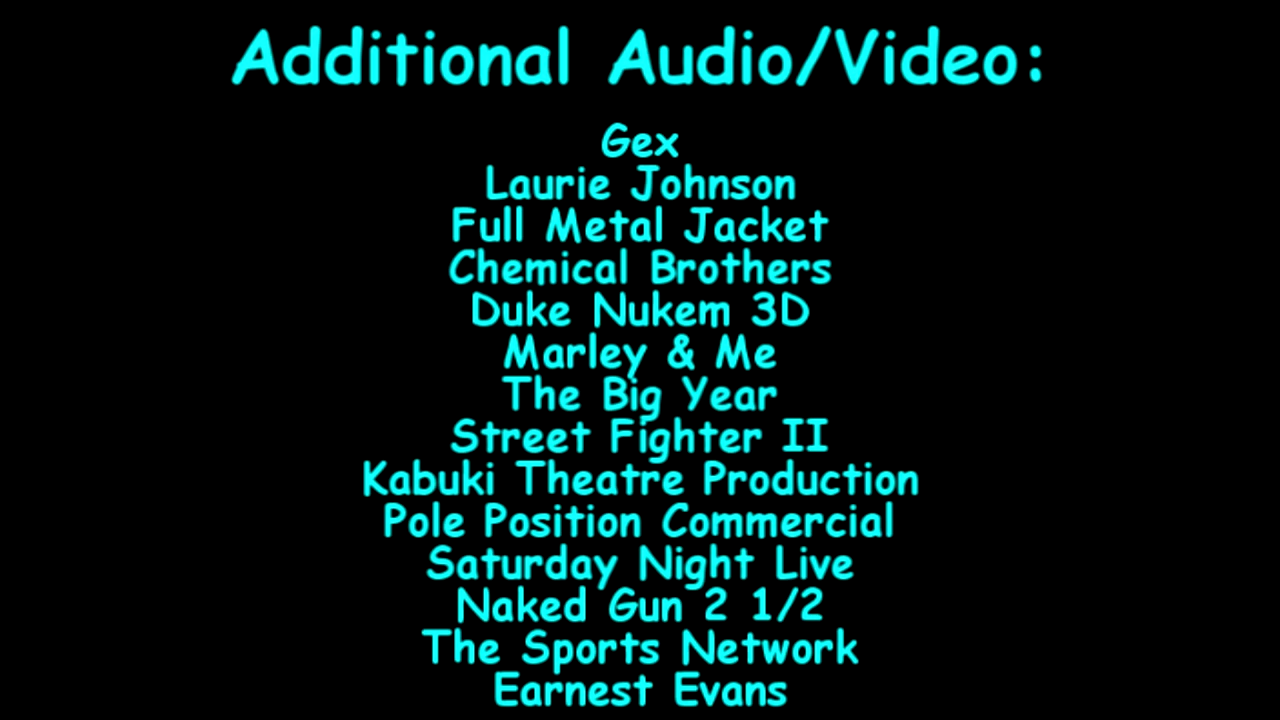 Additional Audio/Video:
Gex
Laurie Johnson
Full Metal Jacket
Chemical Brothers
Duke Nukem 3D
Marley & Me
The Big Year
Street Fighter II
Kabuki Theatre Production
Pole Position Commercial
Saturday Night Live
Naked Gun 2 1/2
The Sports Network
Earnest Evans